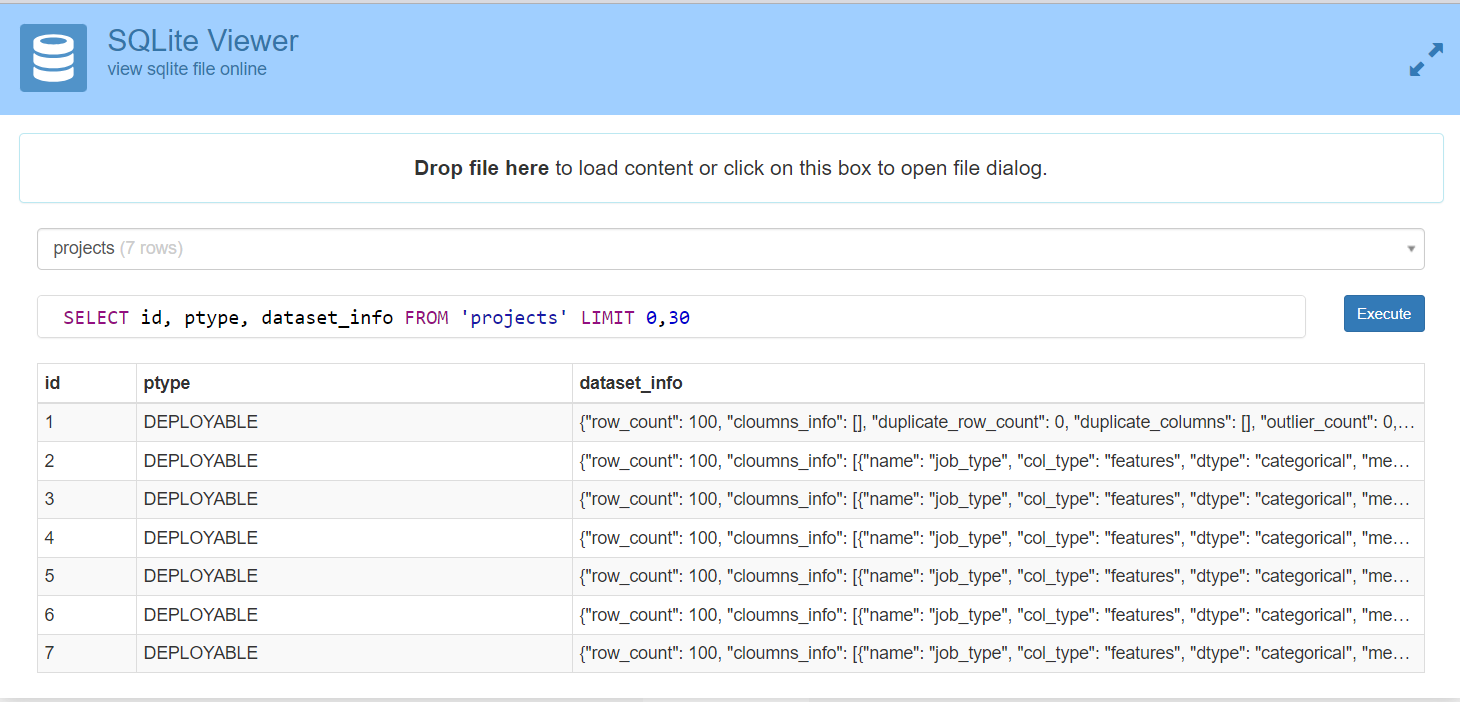 SQLite Viewer
view sqlite file online
Drop file here to load content or click on this box to open file dialog.
projects (7 rows)
SELECT id, ptype, dataset_info FROM 'projects' LIMIT 0,30
Execute
id ptype dataset_info
1 DEPLOYABLE {"row_count": 100, "cloumns_info": [], "duplicate_row_count": 0, "duplicate_columns": [], "outlier_count": 0,...
2 DEPLOYABLE {"row_count": 100, "cloumns_info": [{"name": "job_type", "col_type": "features", "dtype": "categorical", "me...
3 DEPLOYABLE {"row_count": 100, "cloumns_info": [{"name": "job_type", "col_type": "features", "dtype": "categorical", "me...
4 DEPLOYABLE {"row_count": 100, "cloumns_info": [{"name": "job_type", "col_type": "features", "dtype": "categorical", "me...
5 DEPLOYABLE {"row_count": 100, "cloumns_info": [{"name": "job_type", "col_type": "features", "dtype": "categorical", "me...
6 DEPLOYABLE {"row_count": 100, "cloumns_info": [{"name": "job_type", "col_type": "features", "dtype": "categorical", "me...
7 DEPLOYABLE {"row_count": 100, "cloumns_info": [{"name": "job_type", "col_type": "features", "dtype": "categorical", "me...